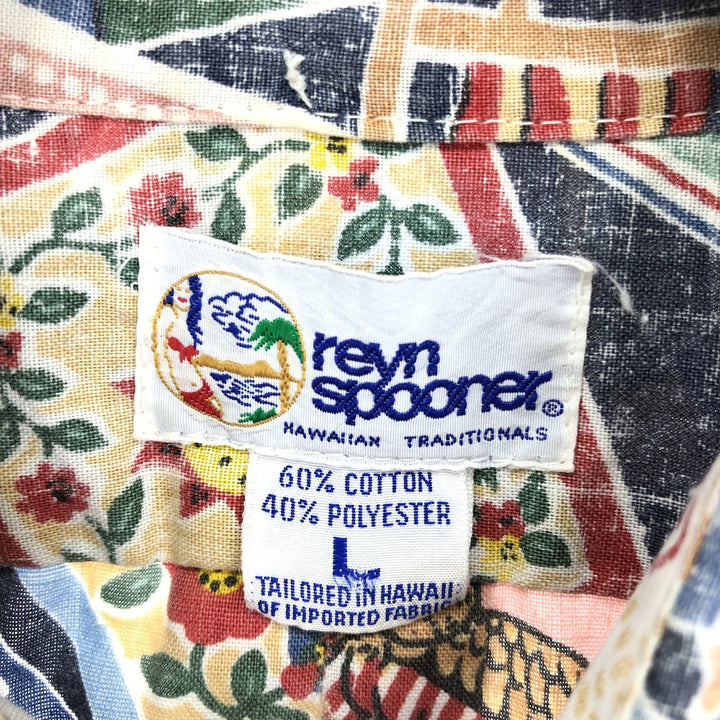 reyn
spooner®
HAWAIIAN TRADITIONALS
60% COTTON
40% POLYESTER
L
TAILORED IN HAWAII
OF IMPORTED FABRIC